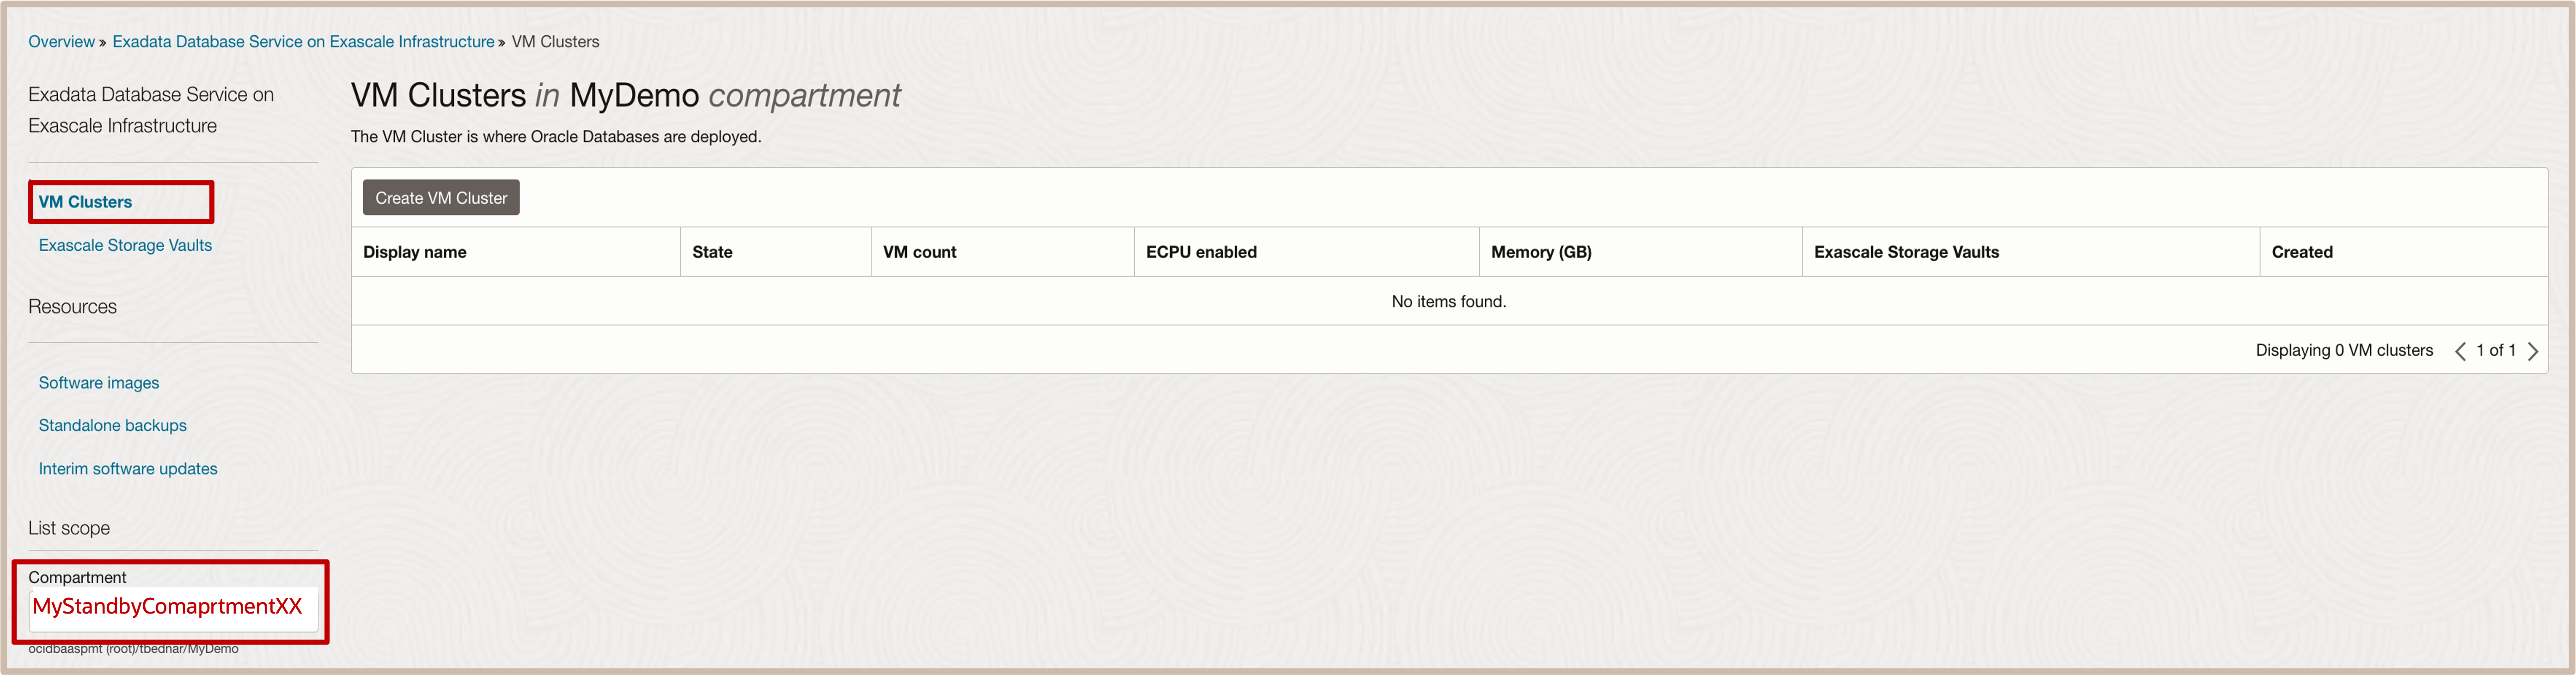 Overview » Exadata Database Service on Exascale Infrastructure » VM Clusters
Exadata Database Service on
Exascale Infrastructure
VM Clusters
Exascale Storage Vaults
Resources
Software images
Standalone backups
Interim software updates
List scope
Compartment
MyStandbyComaprtmentXX
ocidbaaspmt (root)/tbednar/MyDemo
VM Clusters in MyDemo compartment
The VM Cluster is where Oracle Databases are deployed.
Create VM Cluster
Display name State VM count ECPU enabled Memory (GB) Exascale Storage Vaults Created
No items found.
Displaying 0 VM clusters < 1 of 1 >